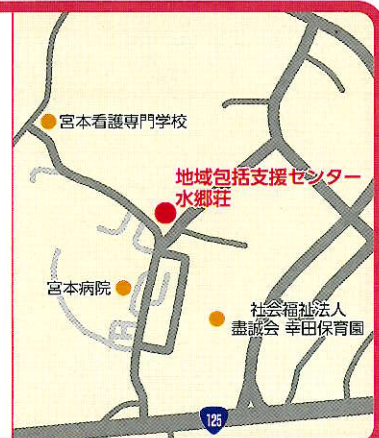 宮本看護専門学校
地域包括支援センター
水郷荘
宮本病院
社会福祉法人
盡誠会 幸田保育園
125